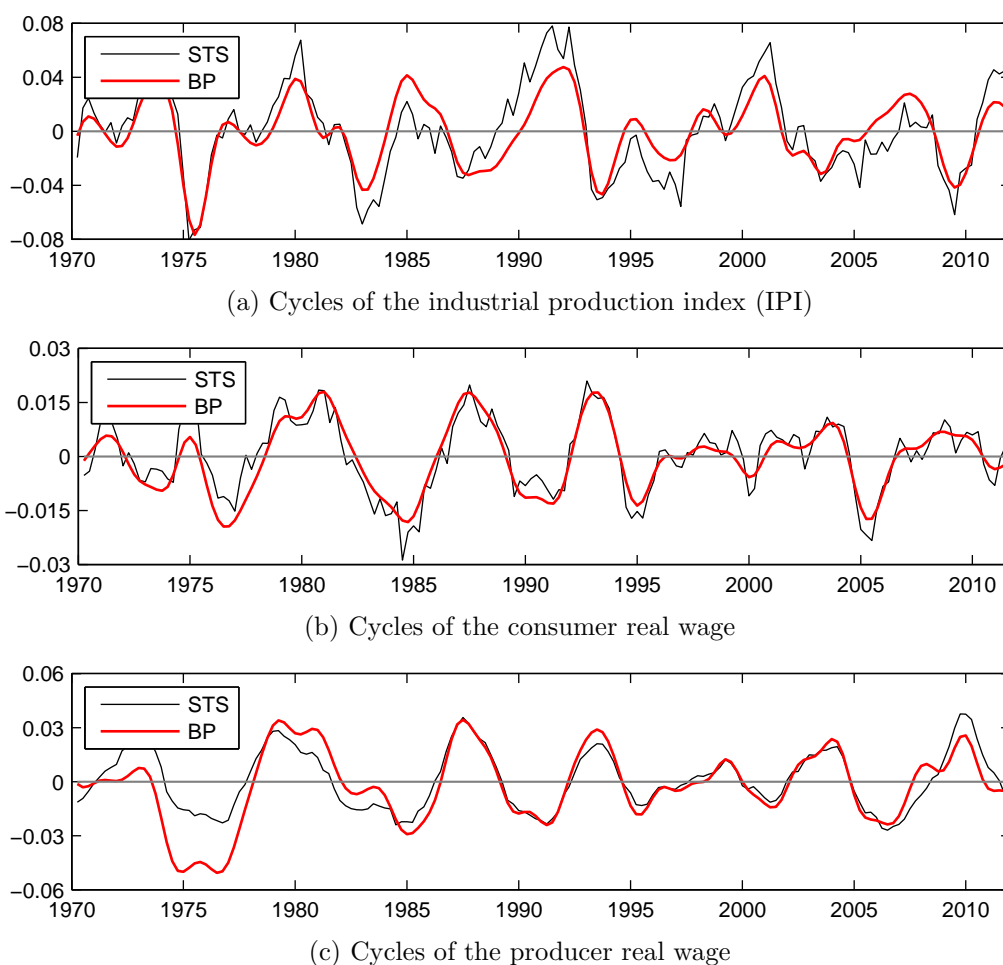 0.08
STS
BP
0.04
0
−0.04
−0.08
1970 1975 1980 1985 1990 1995 2000 2005 2010
(a) Cycles of the industrial production index (IPI)
0.03
STS
BP
0.015
0
−0.015
−0.03
1970 1975 1980 1985 1990 1995 2000 2005 2010
(b) Cycles of the consumer real wage
0.06
STS
BP
0.03
0
−0.03
−0.06
1970 1975 1980 1985 1990 1995 2000 2005 2010
(c) Cycles of the producer real wage